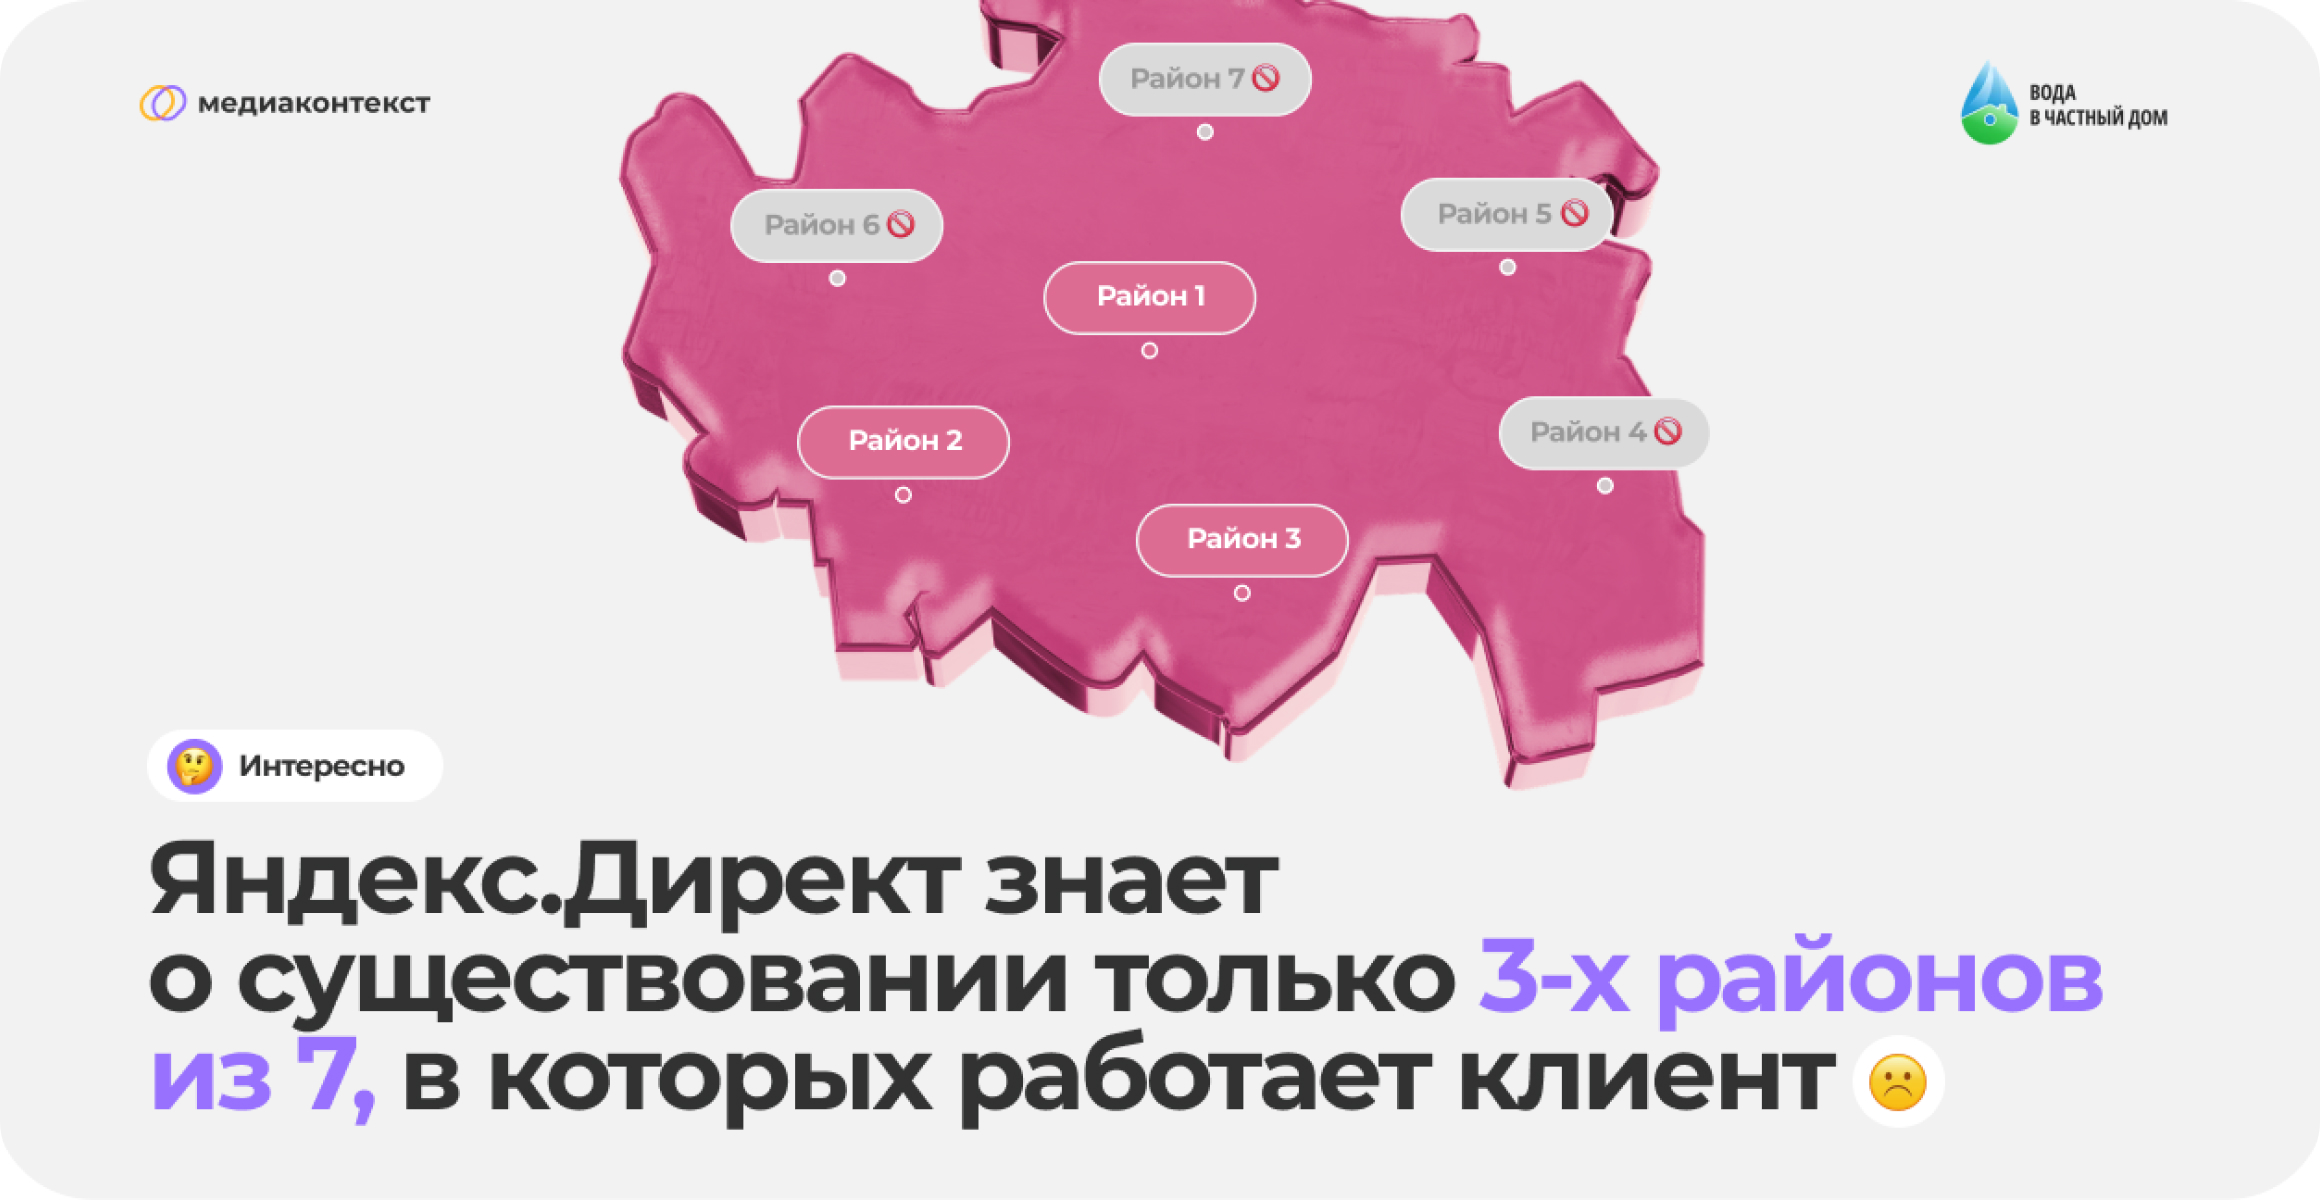 медиаконтекст
ВОДА
В ЧАСТНЫЙ ДОМ
Район 7
Район 6
Район 5
Район 1
Район 2
Район 4
Район 3
Интересно
Яндекс.Директ знает
о существовании только 3-х районов
из 7, в которых работает клиент